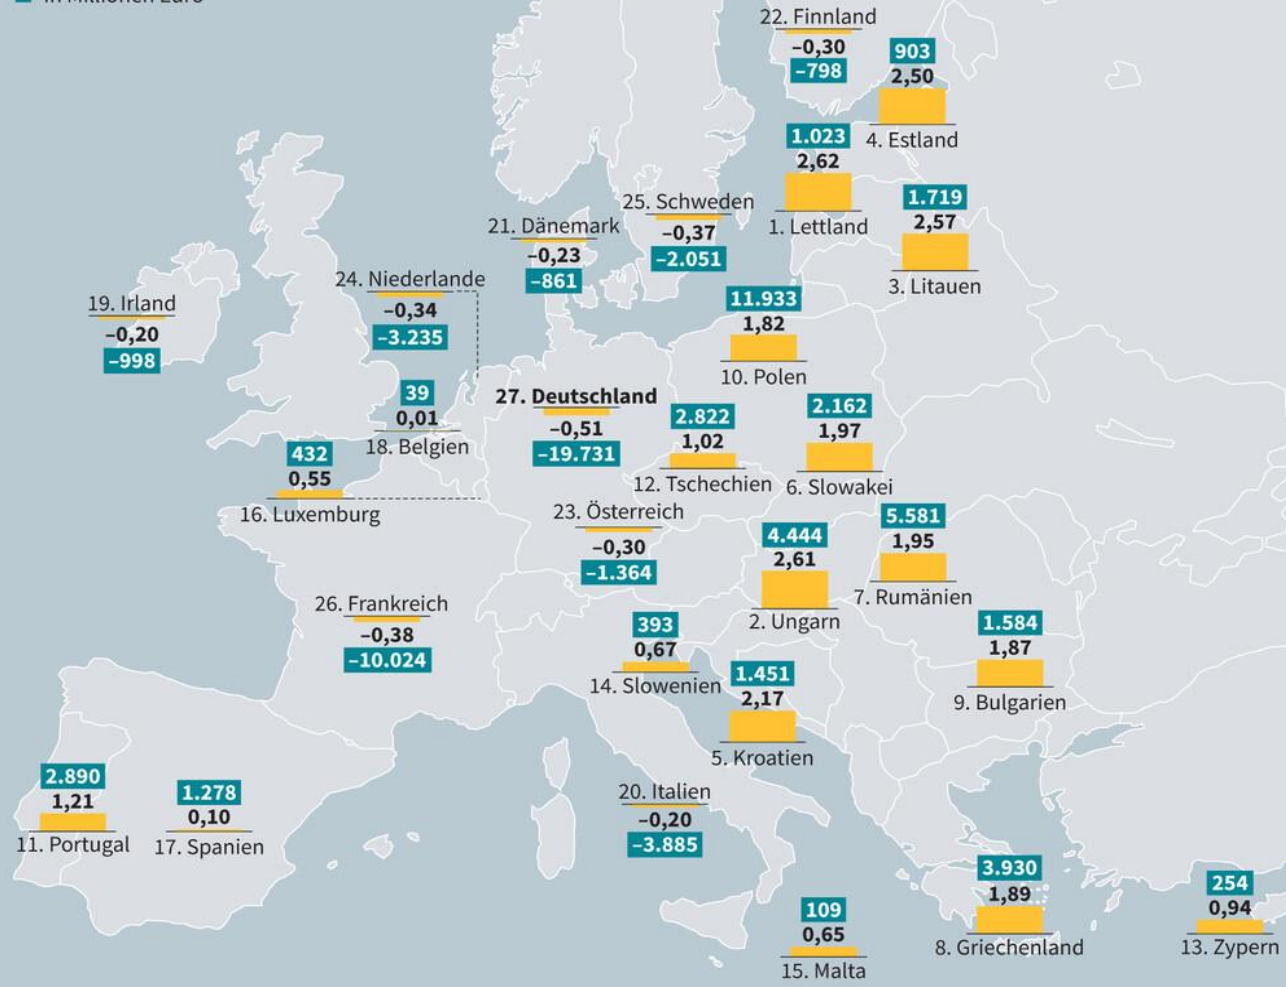 in Millionen Euro
22. Finnland
–0,30
–798
903
2,50
4. Estland
1.023
2,62
1. Lettland
1.719
2,57
3. Litauen
25. Schweden
–0,37
–2.051
21. Dänemark
–0,23
–861
24. Niederlande
–0,34
–3.235
19. Irland
–0,20
–998
11.933
1,82
10. Polen
39
0,01
18. Belgien
27. Deutschland
–0,51
–19.731
2.822
1,02
12. Tschechien
2.162
1,97
6. Slowakei
432
0,55
16. Luxemburg
23. Österreich
–0,30
–1.364
4.444
2,61
2. Ungarn
5.581
1,95
7. Rumänien
26. Frankreich
–0,38
–10.024
393
0,67
14. Slowenien
1.451
2,17
5. Kroatien
1.584
1,87
9. Bulgarien
2.890
1,21
11. Portugal
1.278
0,10
17. Spanien
20. Italien
–0,20
–3.885
109
0,65
15. Malta
3.930
1,89
8. Griechenland
254
0,94
13. Zypern